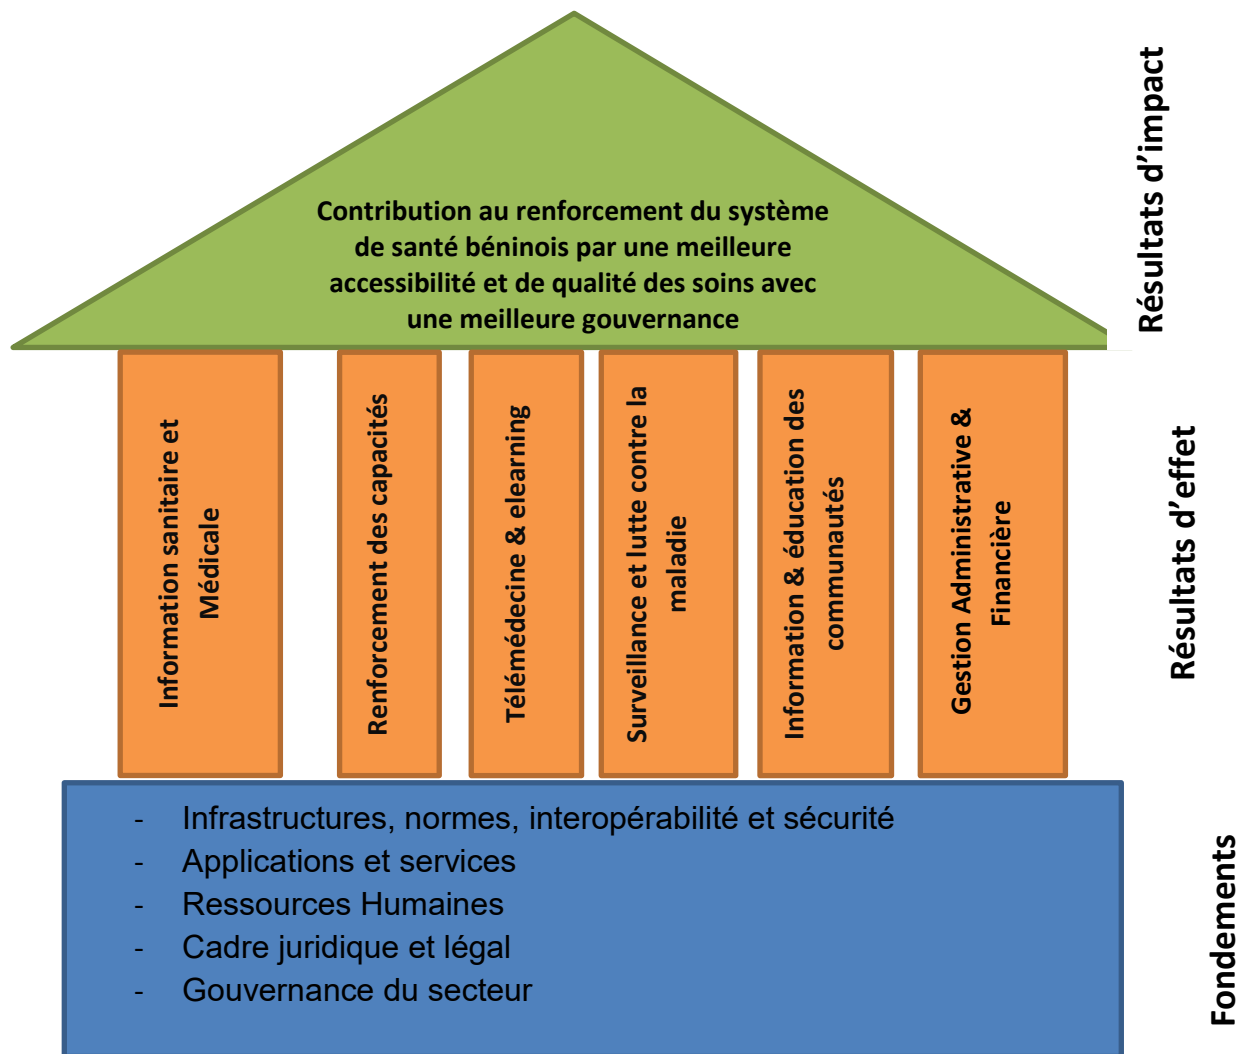 Contribution au renforcement du système
de santé béninois par une meilleure
accessibilité et de qualité des soins avec
une meilleure gouvernance
Résultats d’impact
Information sanitaire et
Médicale
Renforcement des capacités
Télémédecine & elearning
Surveillance et lutte contre la
maladie
Information & éducation des
communautés
Gestion Administrative &
Financière
Résultats d’effet
- Infrastructures, normes, interopérabilité et sécurité
- Applications et services
- Ressources Humaines
- Cadre juridique et légal
- Gouvernance du secteur
Fondements